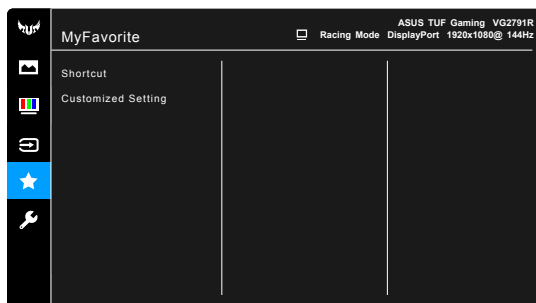 ASUS TUF Gaming VG2791R
MyFavorite
Racing Mode DisplayPort 1920x1080@ 144Hz
Shortcut
Customized Setting